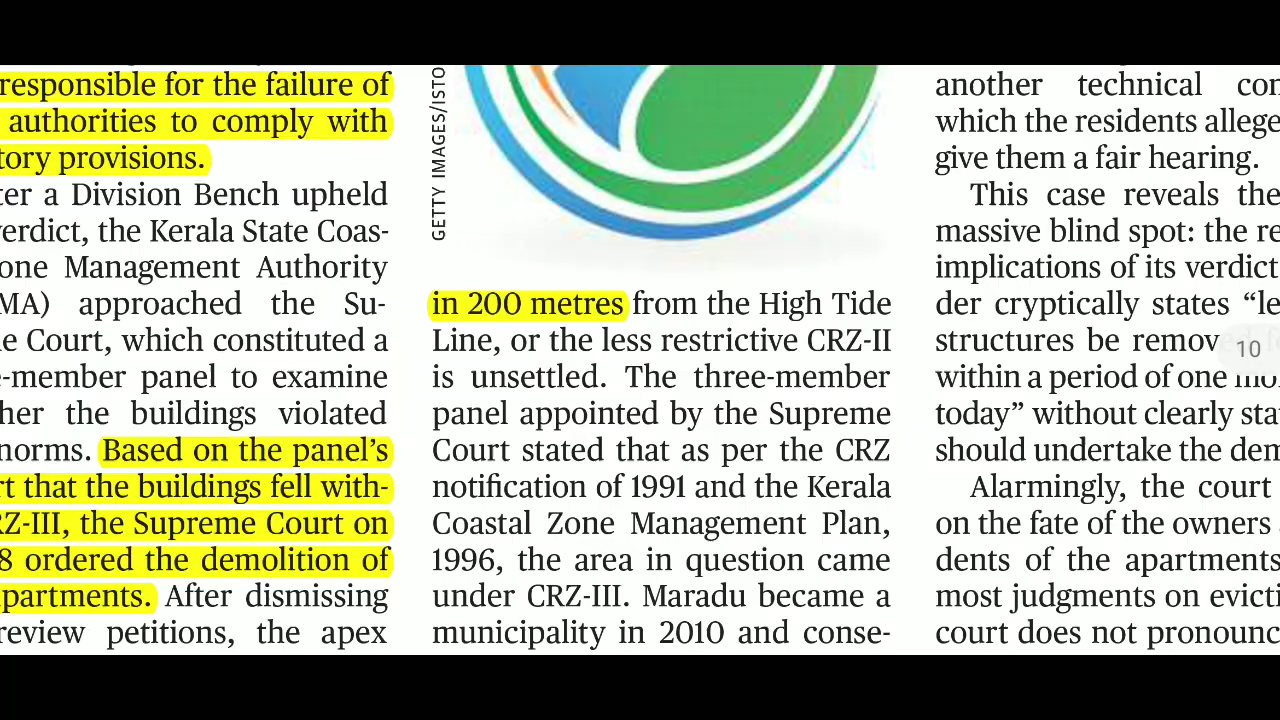 responsible for the failure of
authorities to comply with
tory provisions.
ter a Division Bench upheld
verdict, the Kerala State Coas-
one Management Authority
MA) approached the Su-
e Court, which constituted a
-member panel to examine
her the buildings violated
norms. Based on the panel's
rt that the buildings fell with-
RZ-III, the Supreme Court on
8 ordered the demolition of
partments. After dismissing
review petitions, the apex
GETTY IMAGES/ISTO
in 200 metres from the High Tide
Line, or the less restrictive CRZ-II
is unsettled. The three-member
panel appointed by the Supreme
Court stated that as per the CRZ
notification of 1991 and the Kerala
Coastal Zone Management Plan,
1996, the area in question came
under CRZ-III. Maradu became a
municipality in 2010 and conse-
another technical con
which the residents allege
give them a fair hearing.
This case reveals the
massive blind spot: the re
implications of its verdict
der cryptically states “le
structures be remov
within a period of one mo
today” without clearly sta
should undertake the dem
Alarmingly, the court
on the fate of the owners
dents of the apartments
most judgments on evicti
court does not pronounc
10